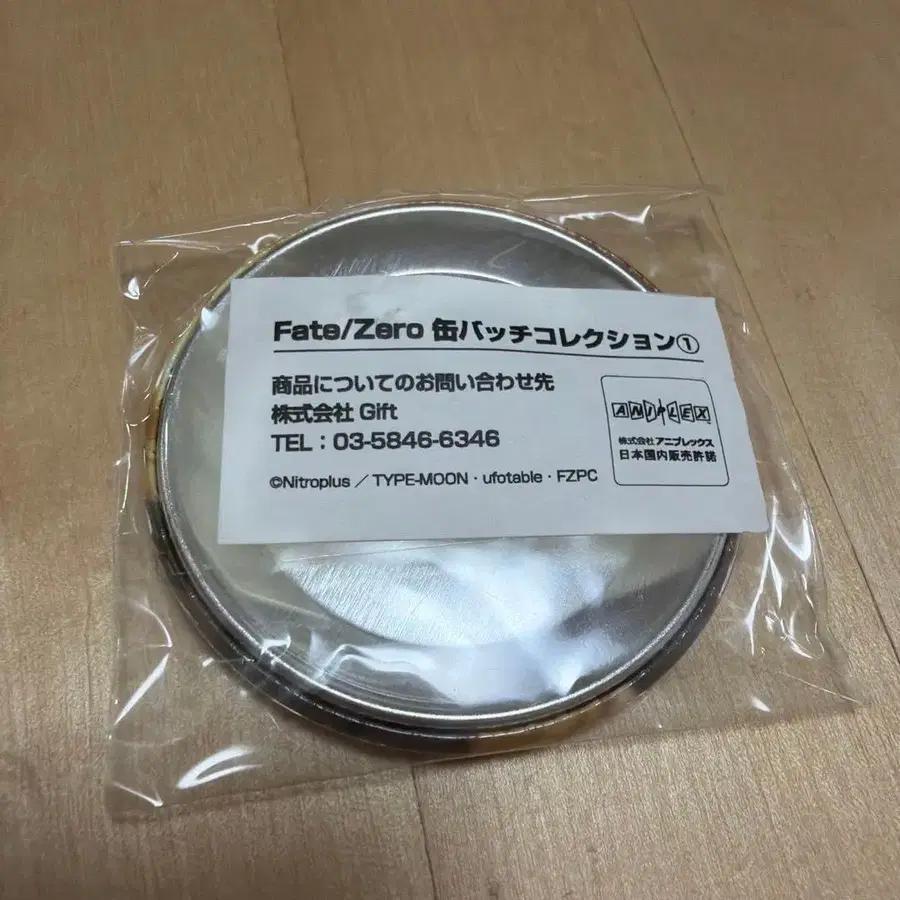 Fate/Zero 缶バッチコレクション①
商品についてのお問い合わせ先
株式会社 Gift
TEL：03-5846-6346
©Nitroplus／TYPE-MOON・ufotable・FZPC
ANIPLEX
株式会社 アニプレックス
日本国内販売許諾